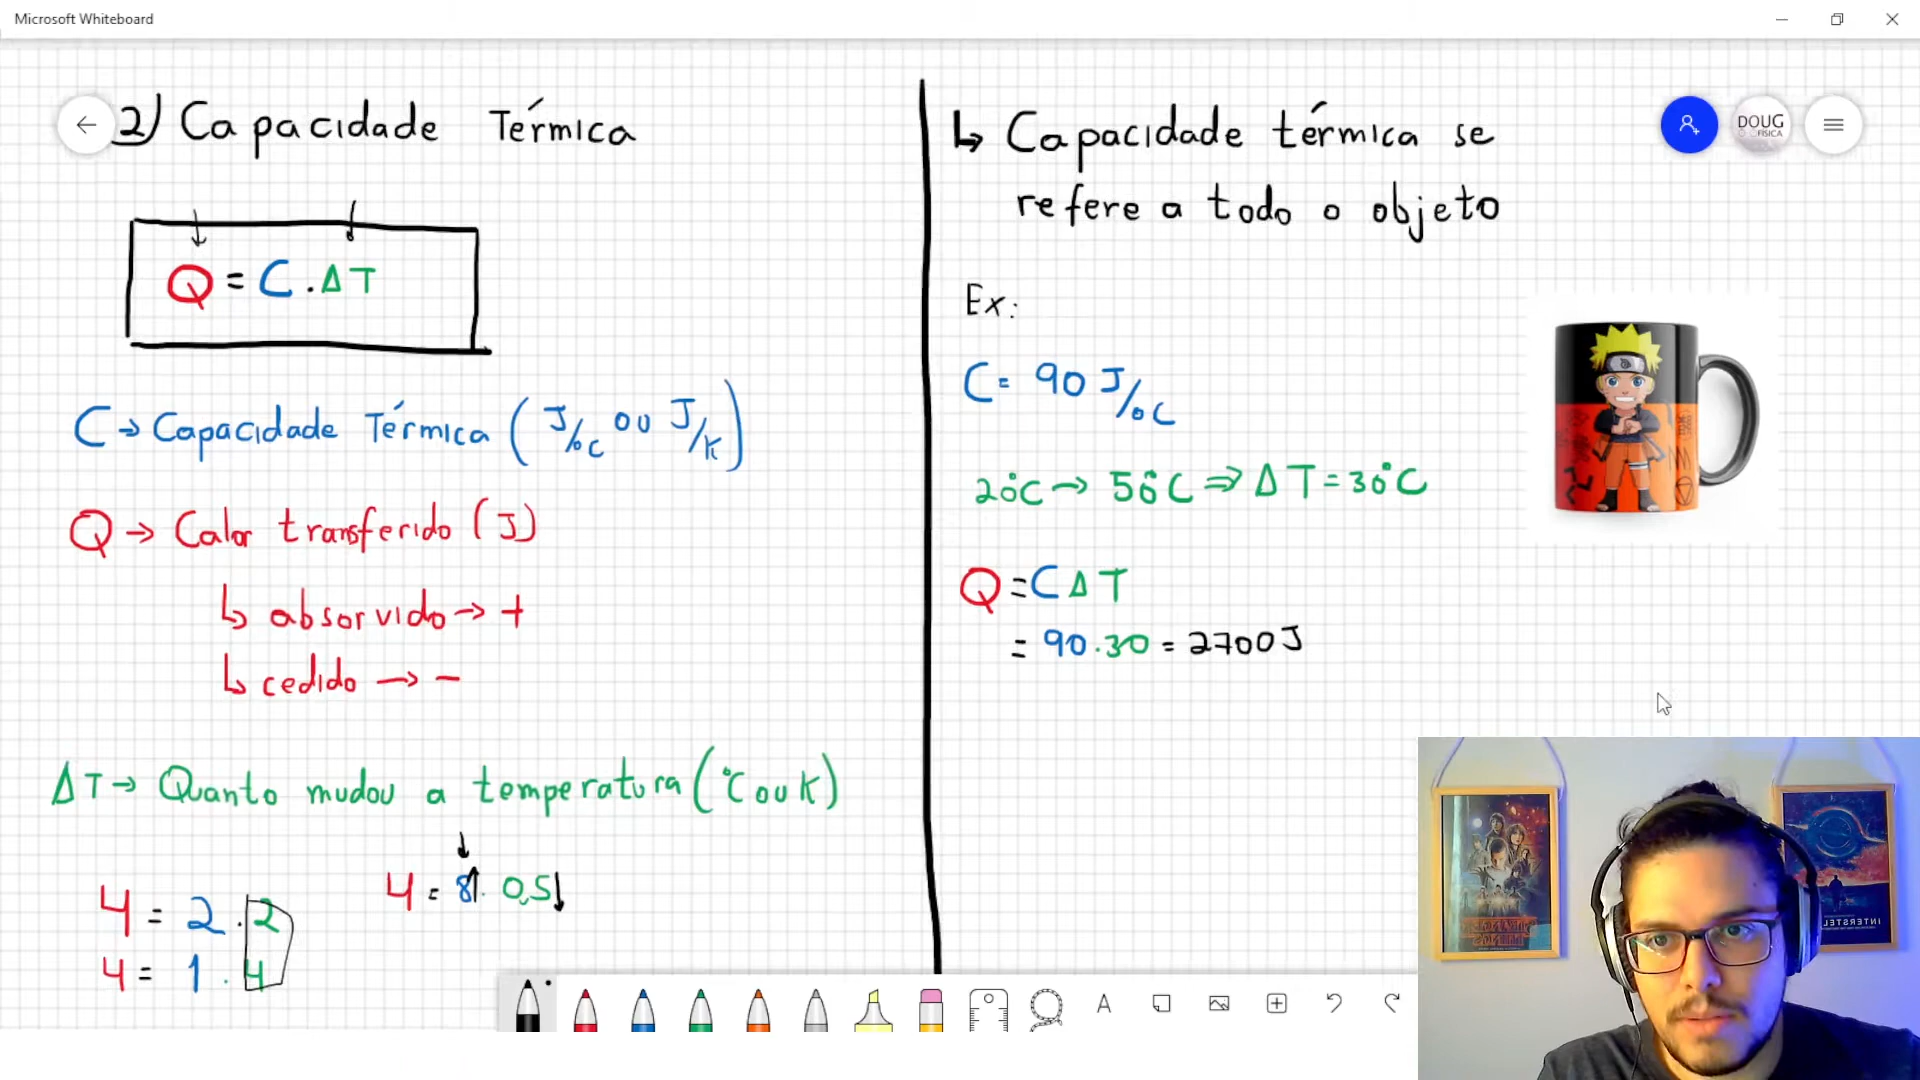 Microsoft Whiteboard
2) Capacidade Térmica
Q = C . ΔT
C → Capacidade Térmica (J/°C ou J/K)
Q → Calor transferido (J)
↳ absorvido → +
↳ cedido → -
ΔT → Quanto mudou a temperatura (°C ou K)
4 = 2 . 2
4 = 1 . 4
4 = 8↑ . 0,5↓
↳ Capacidade térmica se
refere a todo o objeto
Ex:
C = 90 J/°C
20°C → 50°C ⇒ ΔT = 30°C
Q = C ΔT
= 90 . 30 = 2700 J
DOUG
FÍSICA
A